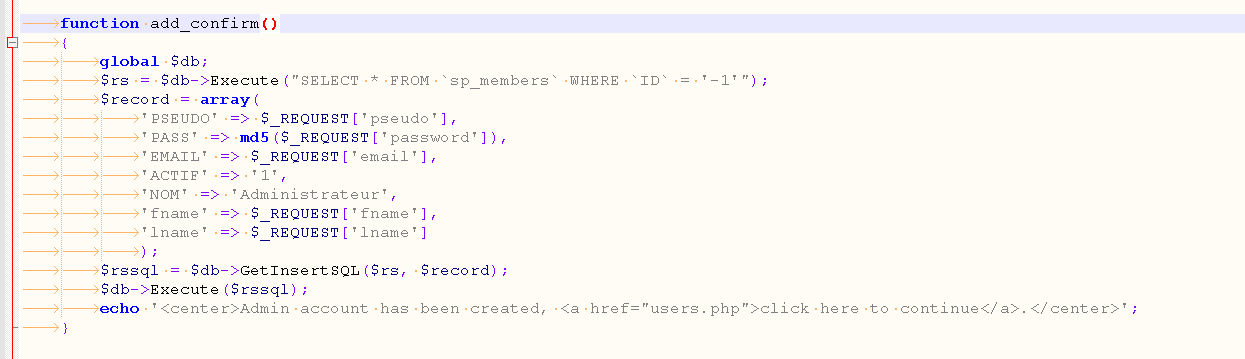 function add_confirm()
{
global $db;
$rs = $db->Execute("SELECT * FROM `sp_members` WHERE `ID` = '-1'");
$record = array(
'PSEUDO' => $_REQUEST['pseudo'],
'PASS' => md5($_REQUEST['password']),
'EMAIL' => $_REQUEST['email'],
'ACTIF' => '1',
'NOM' => 'Administrateur',
'fname' => $_REQUEST['fname'],
'lname' => $_REQUEST['lname']
);
$rssql = $db->GetInsertSQL($rs, $record);
$db->Execute($rssql);
echo '<center>Admin account has been created, <a href="users.php">click here to continue</a>.</center>';
}